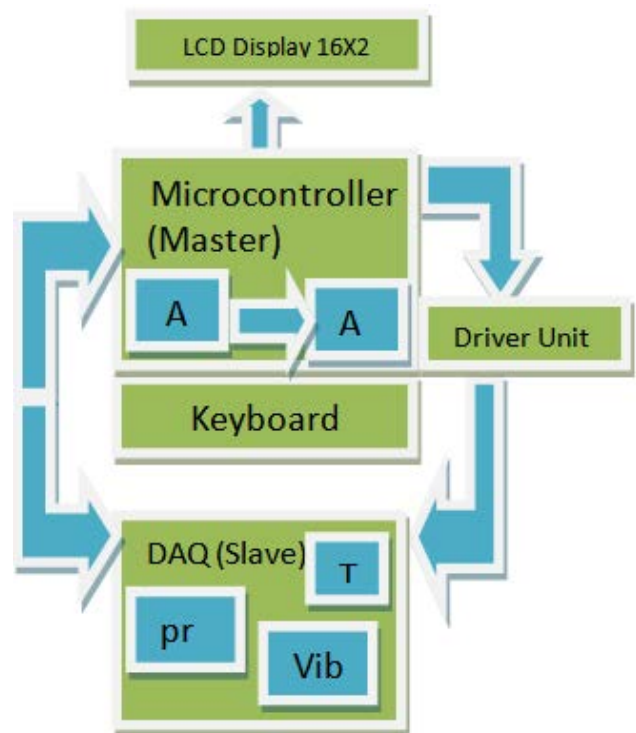 LCD Display 16X2
Microcontroller
(Master)
A
A
Driver Unit
Keyboard
DAQ (Slave)
T
pr
Vib